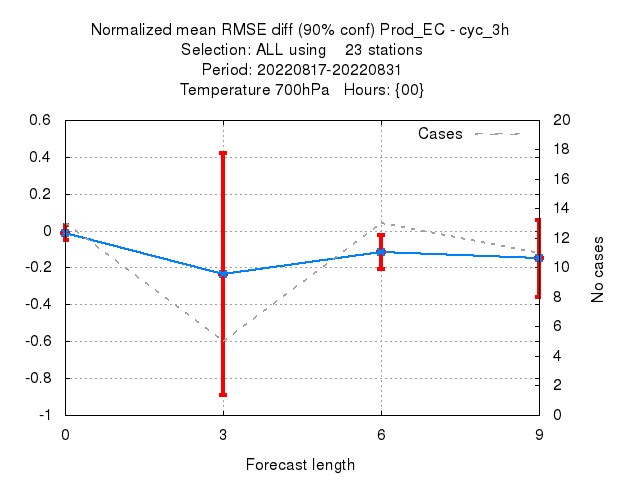 Normalized mean RMSE diff (90% conf) Prod_EC - cyc_3h
Selection: ALL using    23 stations
Period: 20220817-20220831
Temperature 700hPa   Hours: {00}
0.6
0.4
0.2
0
-0.2
-0.4
-0.6
-0.8
-1
20
18
16
14
12
10
8
6
4
2
0
Cases
No cases
0 3 6 9
Forecast length